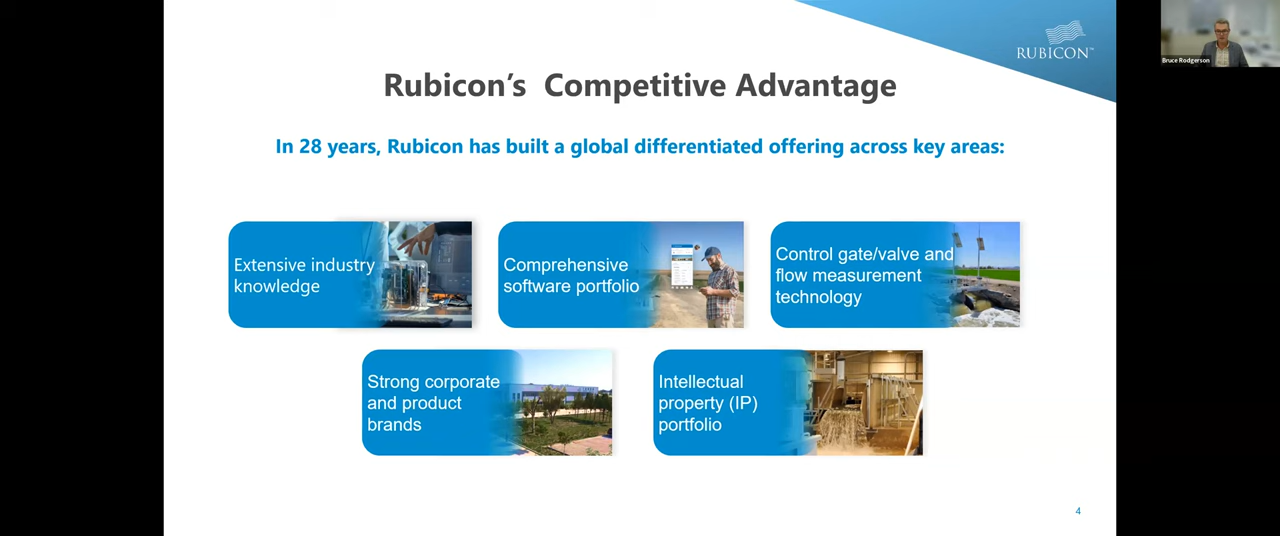 RUBICON™
Bruce Rodgerson
Rubicon's  Competitive Advantage
In 28 years, Rubicon has built a global differentiated offering across key areas:
Extensive industry
knowledge
Comprehensive
software portfolio
Control gate/valve and
flow measurement
technology
Strong corporate
and product
brands
Intellectual
property (IP)
portfolio
4